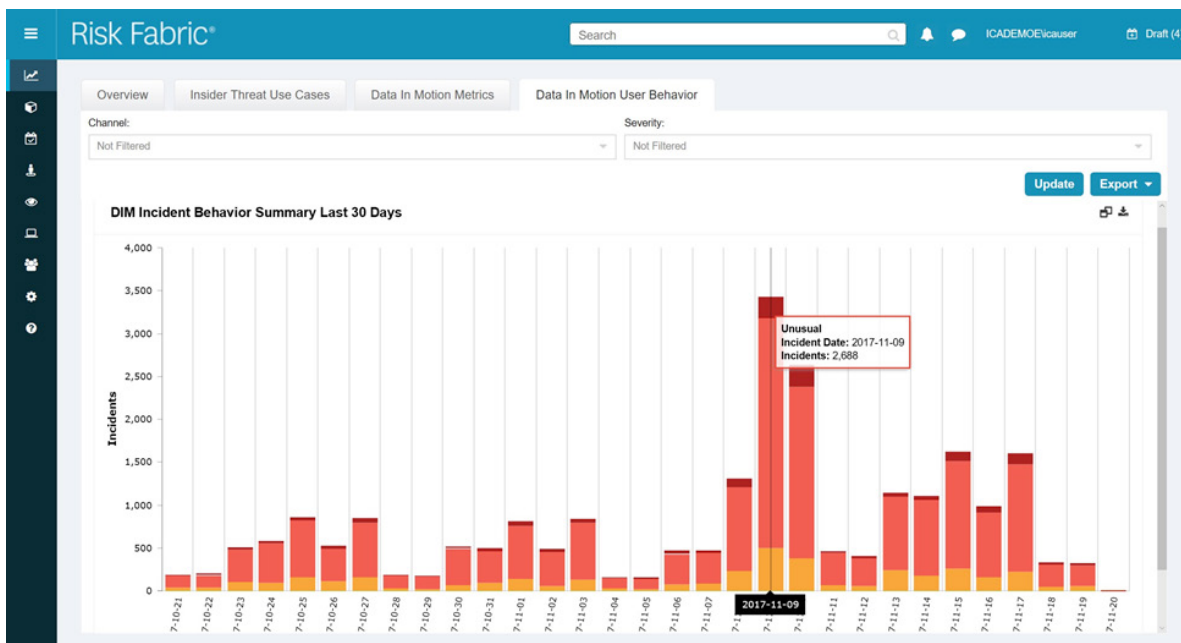 Risk Fabric®
Search
ICADEMOE\icauser
Draft (4
Overview
Insider Threat Use Cases
Data In Motion Metrics
Data In Motion User Behavior
Channel:
Severity:
Not Filtered
Not Filtered
Update
Export
DIM Incident Behavior Summary Last 30 Days
4,000
3,500
3,000
2,500
2,000
1,500
1,000
500
0
Incidents
Unusual
Incident Date: 2017-11-09
Incidents: 2,688
7-10-21
7-10-22
7-10-23
7-10-24
7-10-25
7-10-26
7-10-27
7-10-28
7-10-29
7-10-30
7-10-31
7-11-01
7-11-02
7-11-03
7-11-04
7-11-05
7-11-06
7-11-07
2017-11-09
7-11-11
7-11-12
7-11-13
7-11-14
7-11-15
7-11-16
7-11-17
7-11-18
7-11-19
7-11-20